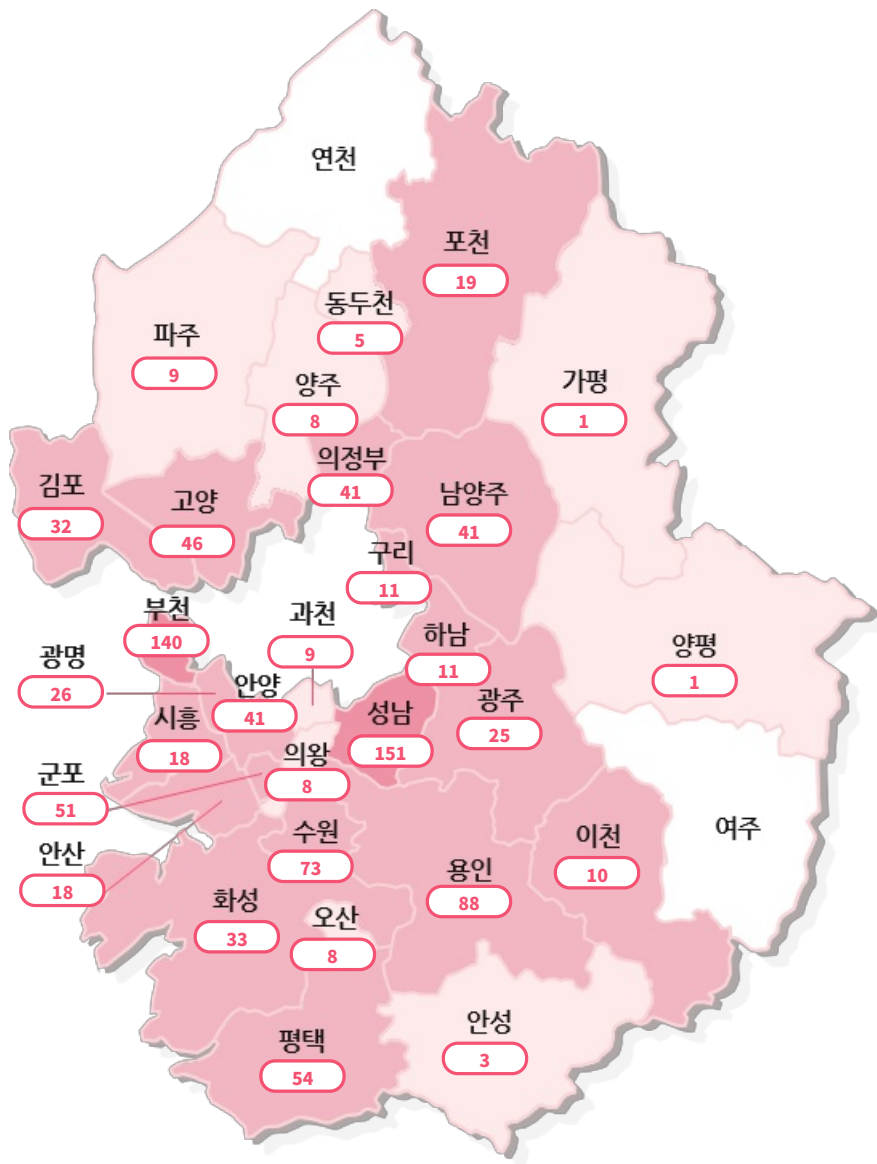 연천
포천
19
동두천
5
파주
9
양주
8
가평
1
의정부
41
김포
32
고양
46
남양주
41
구리
11
부천
140
과천
9
하남
11
양평
1
광명
26
안양
41
시흥
18
성남
151
광주
25
의왕
8
군포
51
수원
73
여주
이천
10
안산
18
용인
88
화성
33
오산
8
안성
3
평택
54